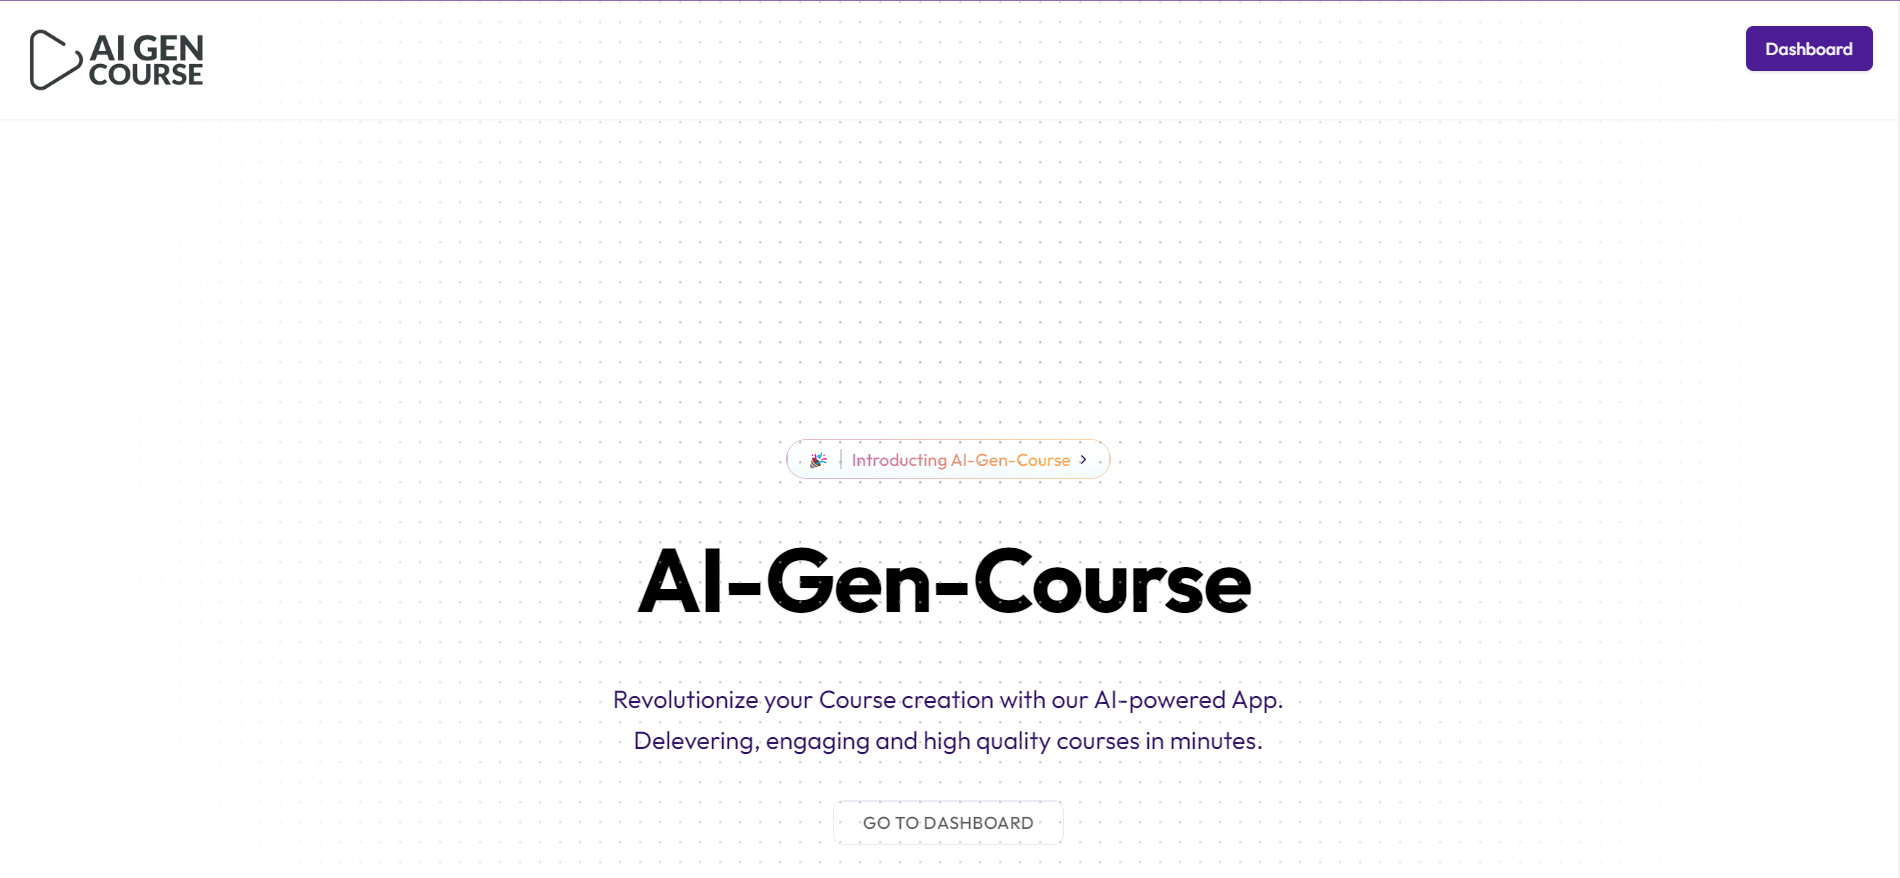 AI GEN
COURSE
Dashboard
Introducting AI-Gen-Course
AI-Gen-Course
Revolutionize your Course creation with our AI-powered App.
Delevering, engaging and high quality courses in minutes.
GO TO DASHBOARD